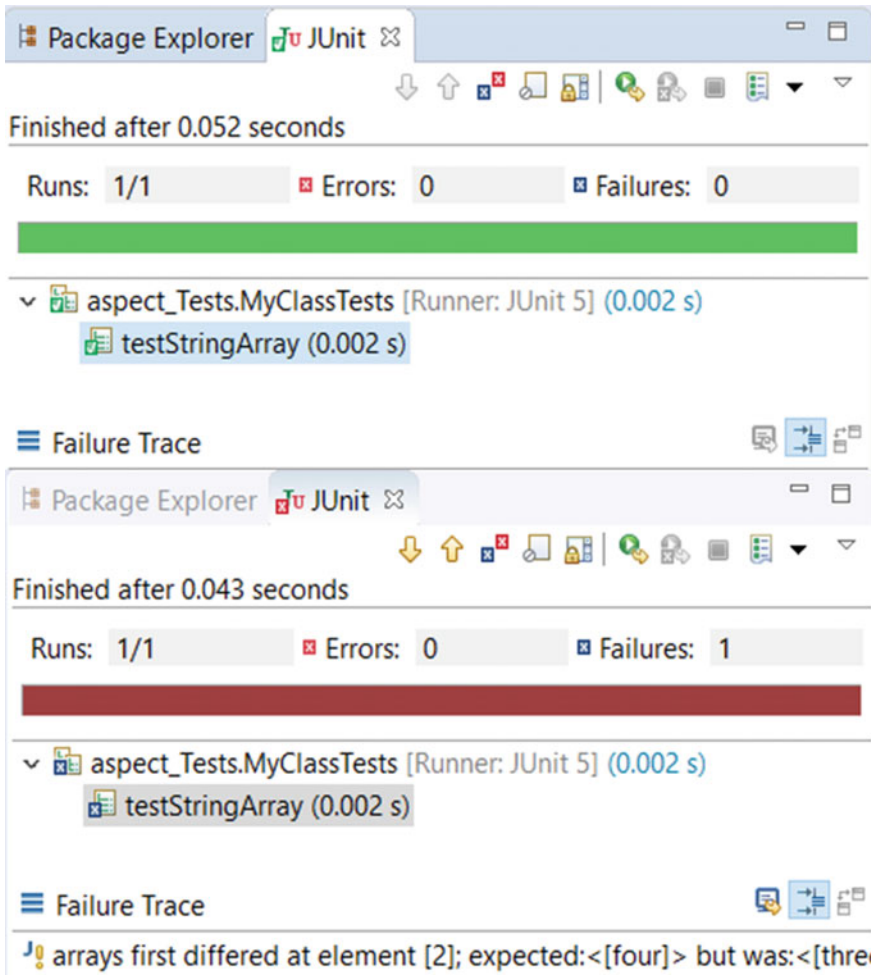 Package Explorer JUnit
Finished after 0.052 seconds
Runs: 1/1 Errors: 0 Failures: 0
aspect_Tests.MyClassTests [Runner: JUnit 5] (0.002 s)
testStringArray (0.002 s)
Failure Trace
Package Explorer JUnit
Finished after 0.043 seconds
Runs: 1/1 Errors: 0 Failures: 1
aspect_Tests.MyClassTests [Runner: JUnit 5] (0.002 s)
testStringArray (0.002 s)
Failure Trace
arrays first differed at element [2]; expected:<[four]> but was:<[thre